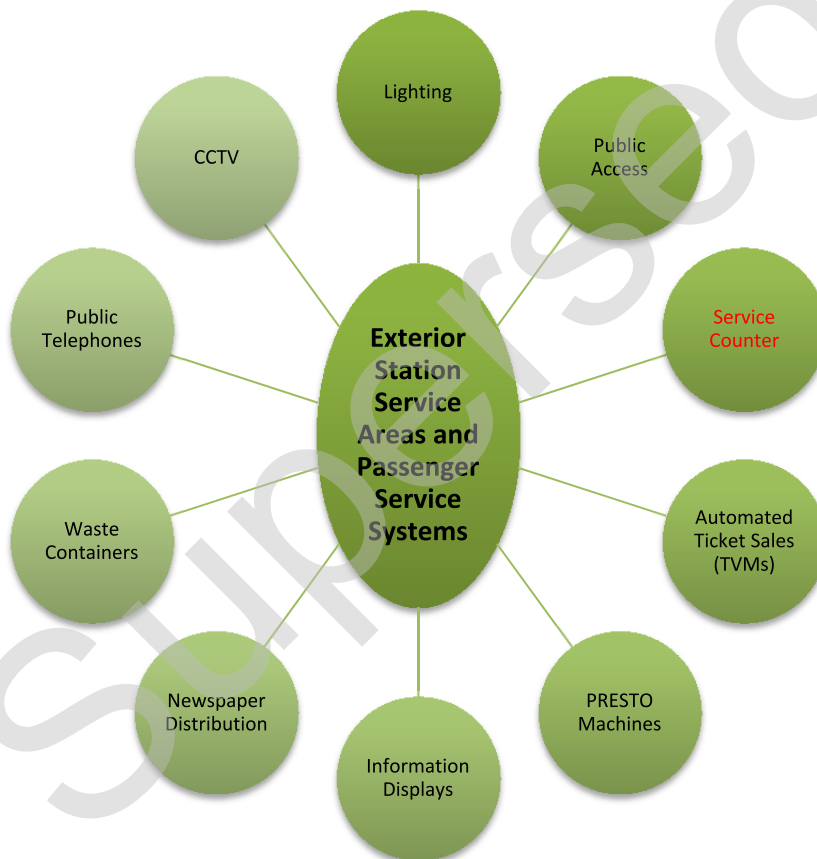 Lighting
Public
Access
Service
Counter
Automated
Ticket Sales
(TVMs)
PRESTO
Machines
Information
Displays
Newspaper
Distribution
Waste
Containers
Public
Telephones
CCTV
Exterior
Station
Service
Areas and
Passenger
Service
Systems